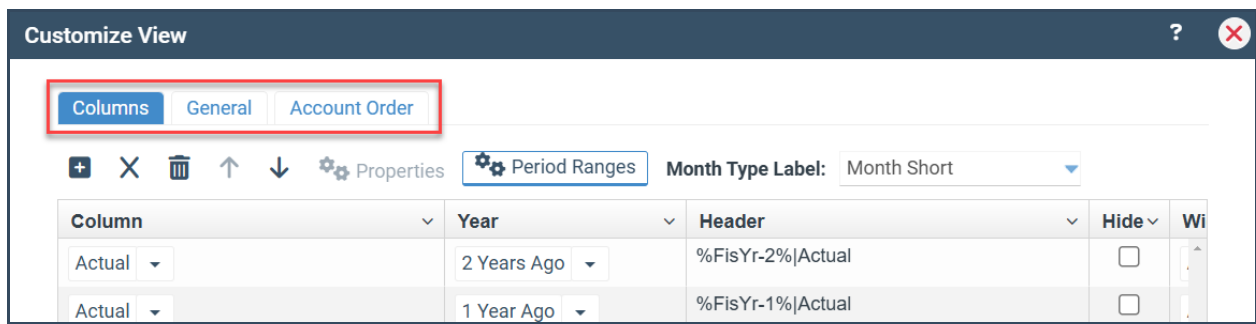 Customize View ?
Columns General Account Order
Properties Period Ranges Month Type Label: Month Short
Column Year Header Hide Wi
Actual 2 Years Ago %FisYr-2%|Actual
Actual 1 Year Ago %FisYr-1%|Actual